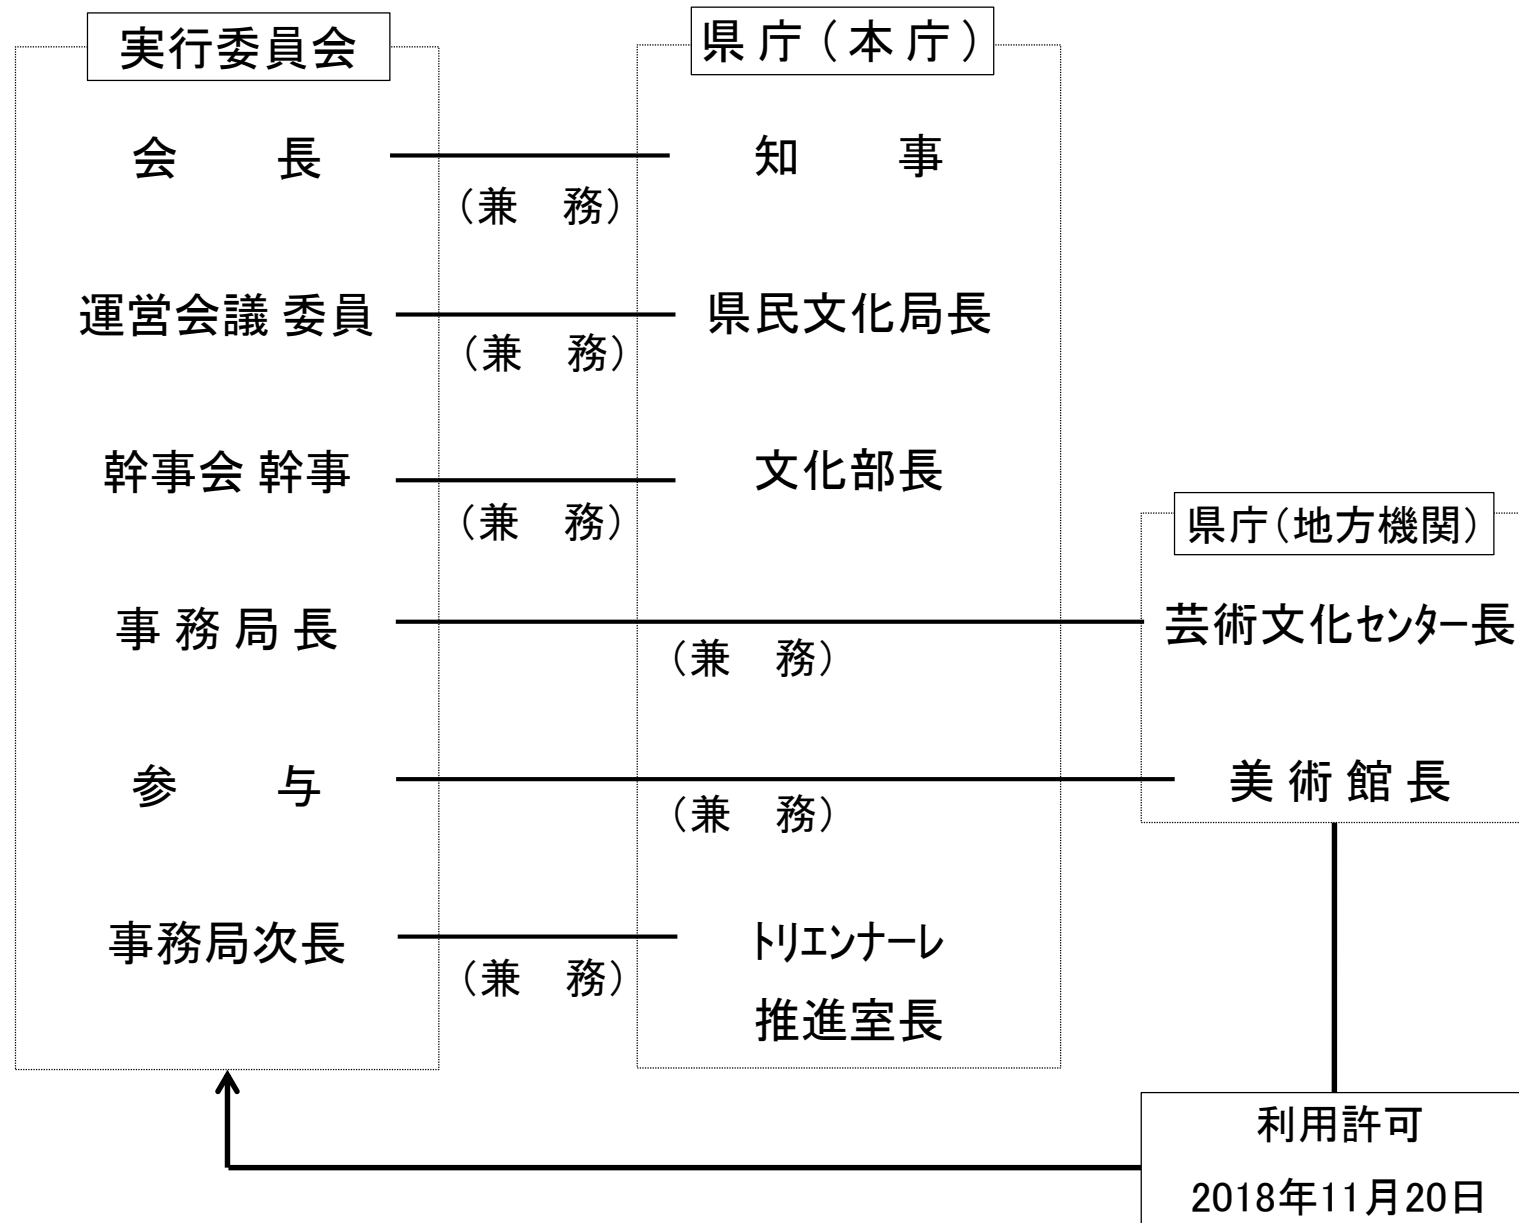 実行委員会
県庁(本庁)
会　長
(兼　務)
知　事
運営会議 委員
(兼　務)
県民文化局長
幹事会 幹事
(兼　務)
文化部長
県庁(地方機関)
事務局長
(兼　務)
芸術文化センター長
参　与
(兼　務)
美術館長
事務局次長
(兼　務)
トリエンナーレ
推進室長
利用許可
2018年11月20日